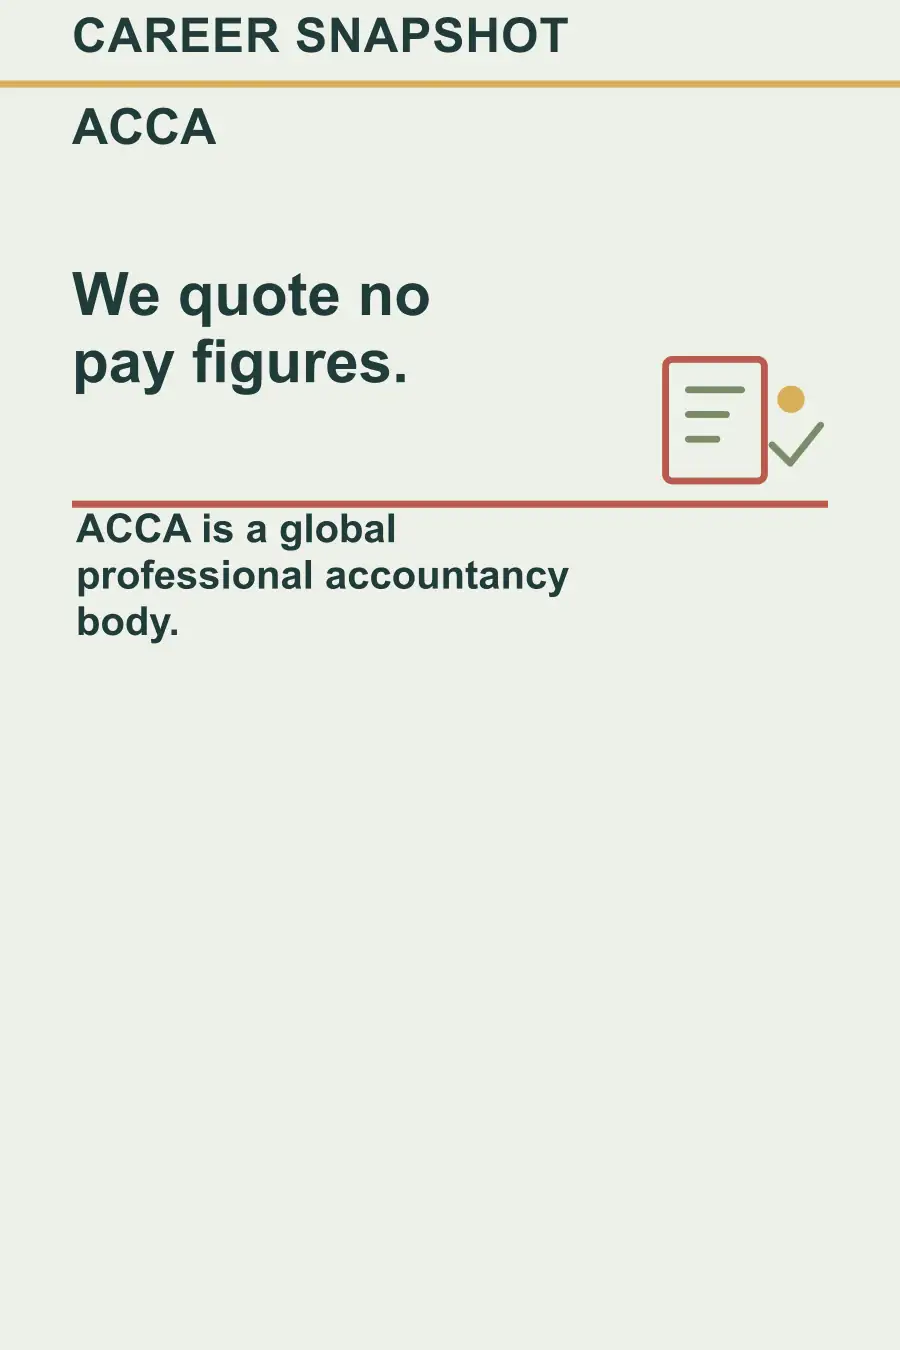 CAREER SNAPSHOT
ACCA
We quote no
pay figures.
ACCA is a global
professional accountancy
body.